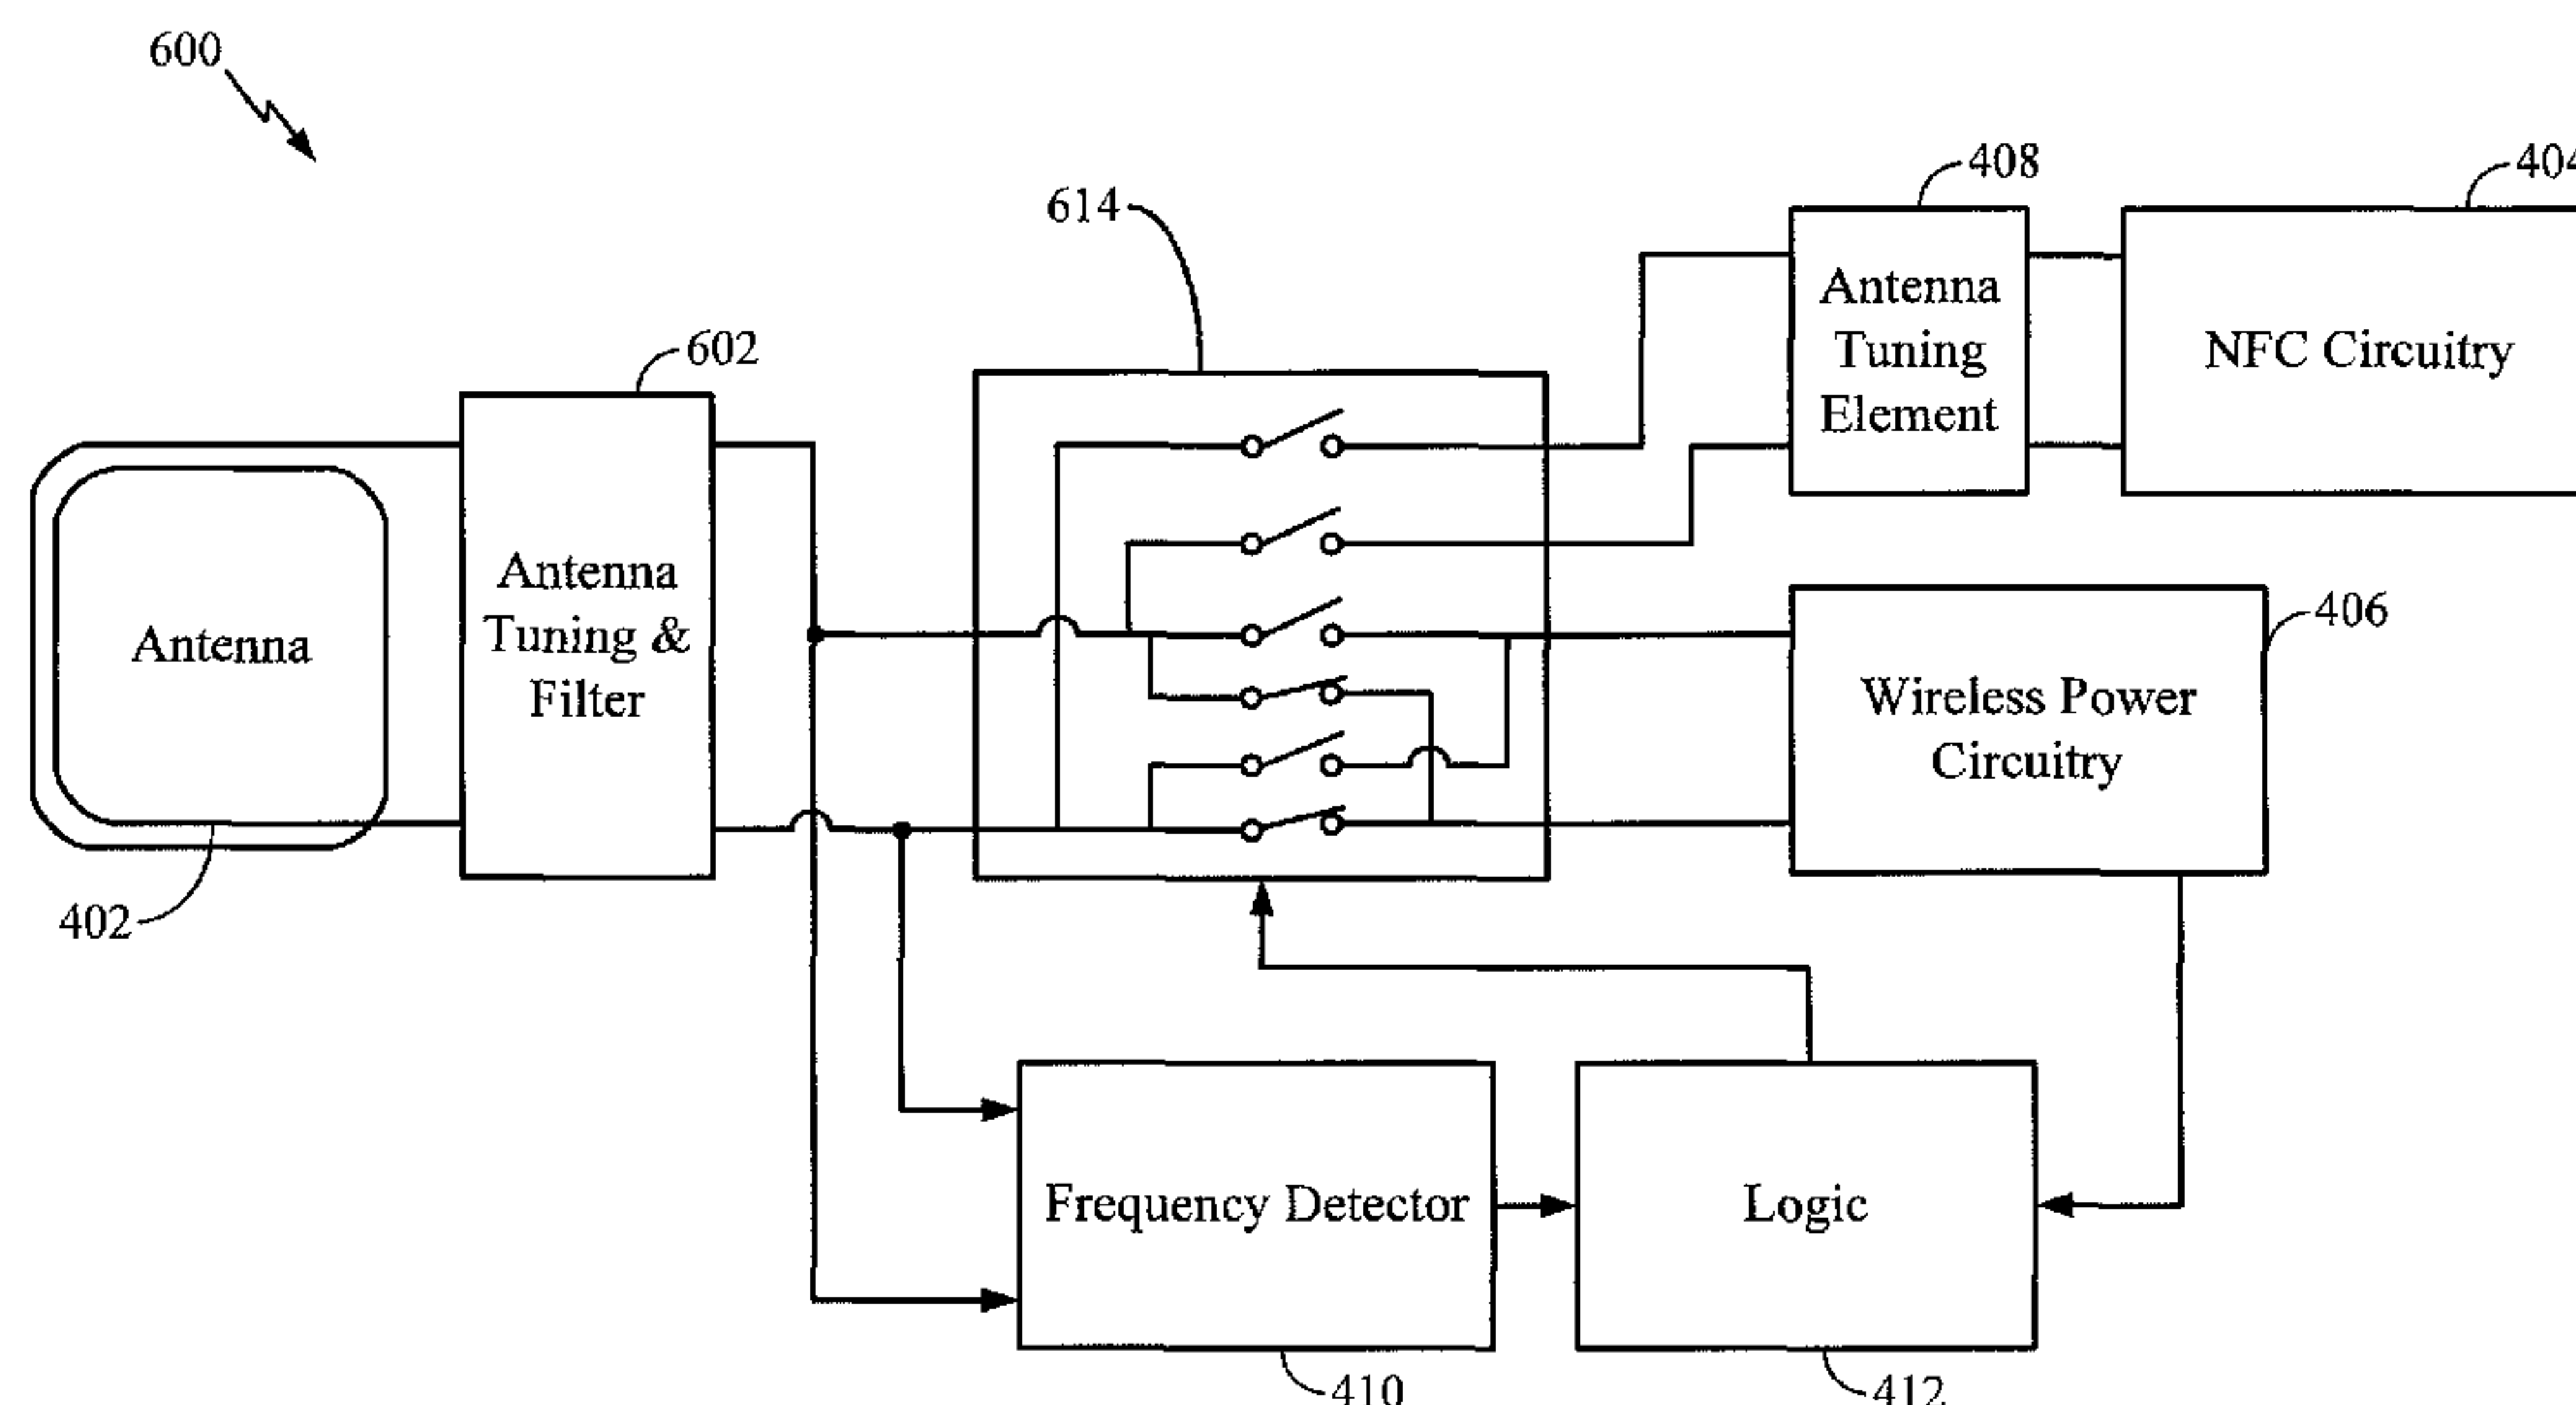 600
614
408
404
602
Antenna
Tuning
Element
NFC Circuitry
Antenna
Antenna
Tuning &
Filter
406
Wireless Power
Circuitry
402
Frequency Detector
Logic
410
412